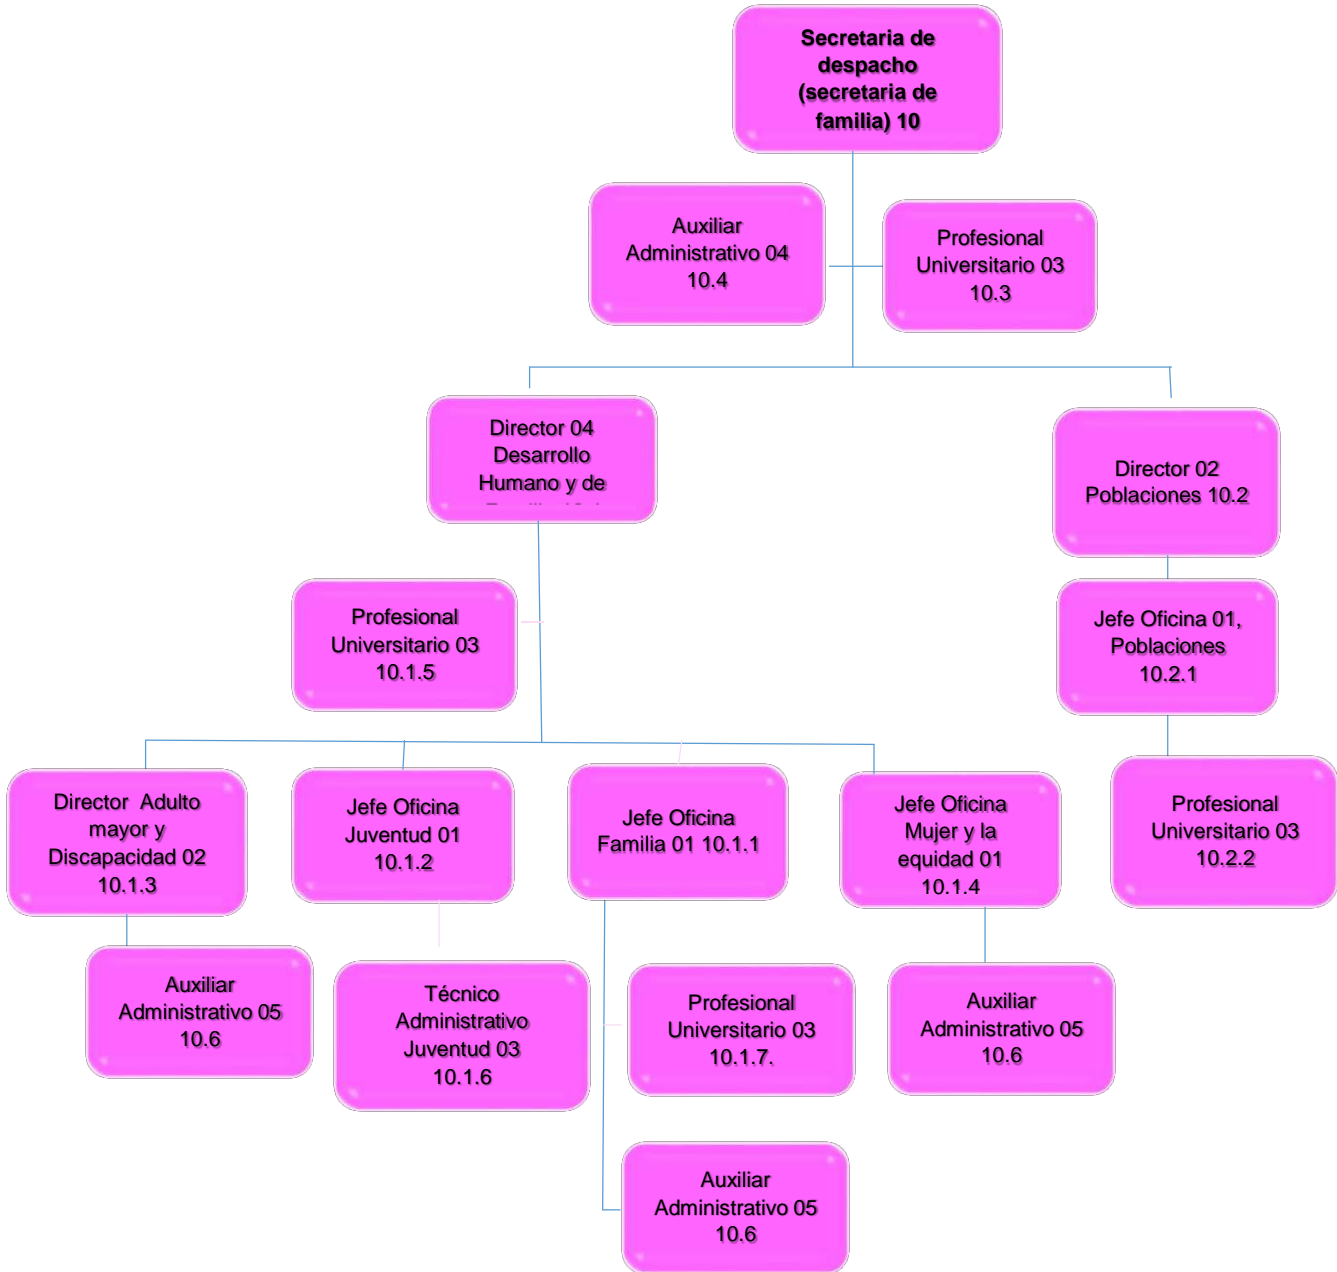 Secretaria de
despacho
(secretaria de
familia) 10
Auxiliar
Administrativo 04
10.4
Profesional
Universitario 03
10.3
Director 04
Desarrollo
Humano y de
Director 02
Poblaciones 10.2
Profesional
Universitario 03
10.1.5
Jefe Oficina 01,
Poblaciones
10.2.1
Director Adulto
mayor y
Discapacidad 02
10.1.3
Jefe Oficina
Juventud 01
10.1.2
Jefe Oficina
Familia 01 10.1.1
Jefe Oficina
Mujer y la
equidad 01
10.1.4
Profesional
Universitario 03
10.2.2
Auxiliar
Administrativo 05
10.6
Técnico
Administrativo
Juventud 03
10.1.6
Profesional
Universitario 03
10.1.7.
Auxiliar
Administrativo 05
10.6
Auxiliar
Administrativo 05
10.6